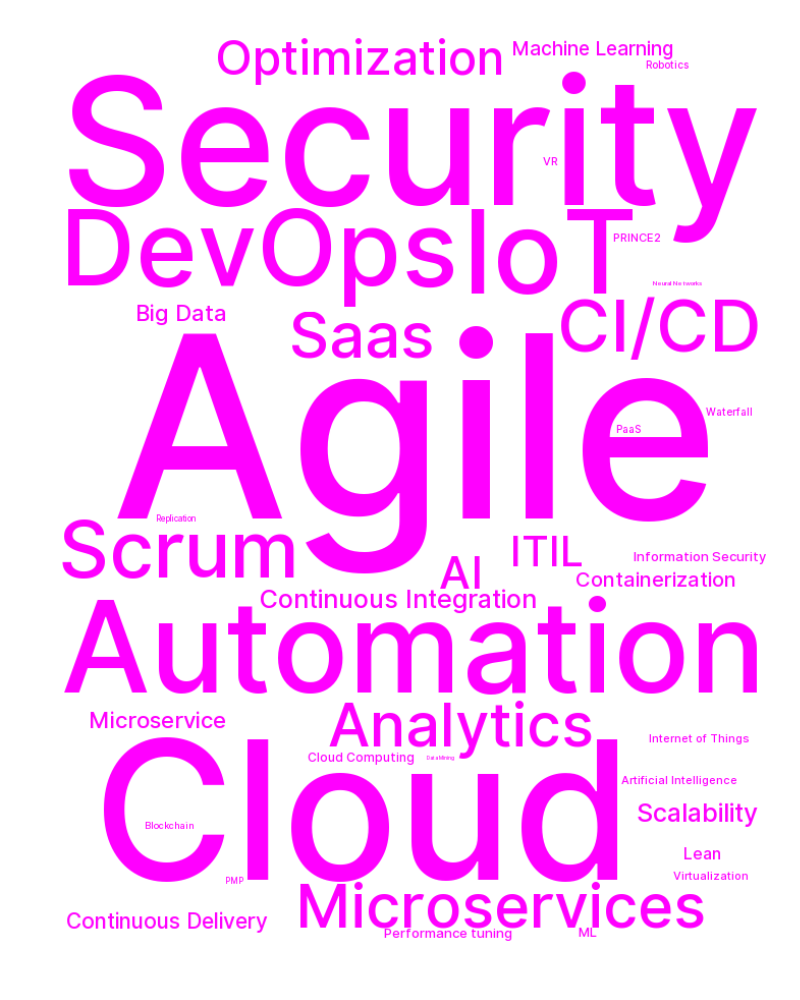 Optimization
Machine Learning
Robotics
Security
VR
DevOps
IoT
PRINCE2
Neural Networks
Big Data
Saas
CI/CD
Agile
Waterfall
PaaS
Replication
Scrum
AI
ITIL
Information Security
Containerization
Continuous Integration
Automation
Microservice
Analytics
Internet of Things
Cloud Computing
Data Mining
Cloud
Artificial Intelligence
Scalability
Blockchain
Lean
Virtualization
PMP
Microservices
Continuous Delivery
Performance tuning
ML